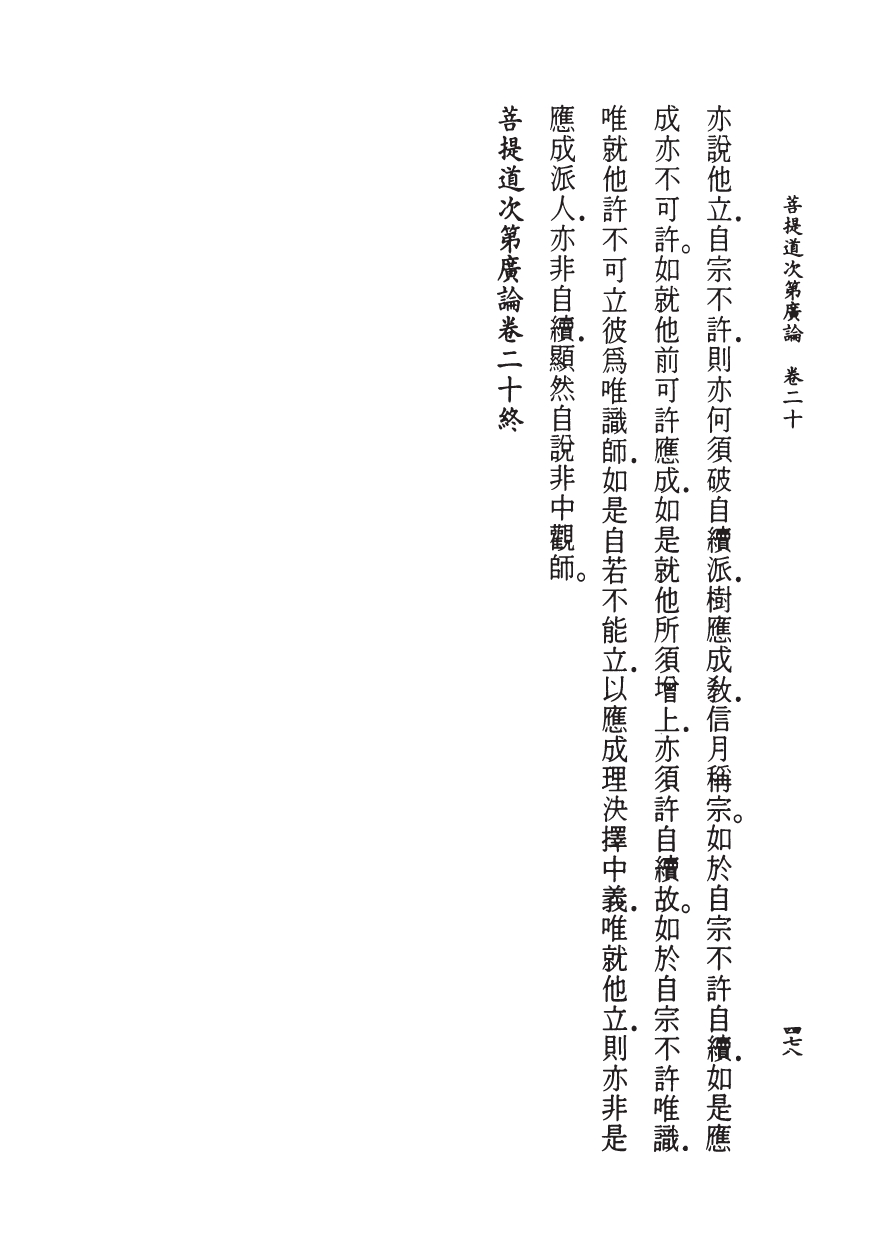 菩提道次第廣論　卷二十
四七八
亦說他立．自宗不許．則亦何須破自續派．樹應成教．信月稱宗。如於自宗不許自續．如是應
成亦不可許。如就他前可許應成．如是就他所須增上．亦須許自續故。如於自宗不許唯識．
唯就他許不可立彼爲唯識師．如是自若不能立．以應成理決擇中義．唯就他立．則亦非是
應成派人．亦非自續．顯然自說非中觀師。
菩提道次第廣論卷二十終